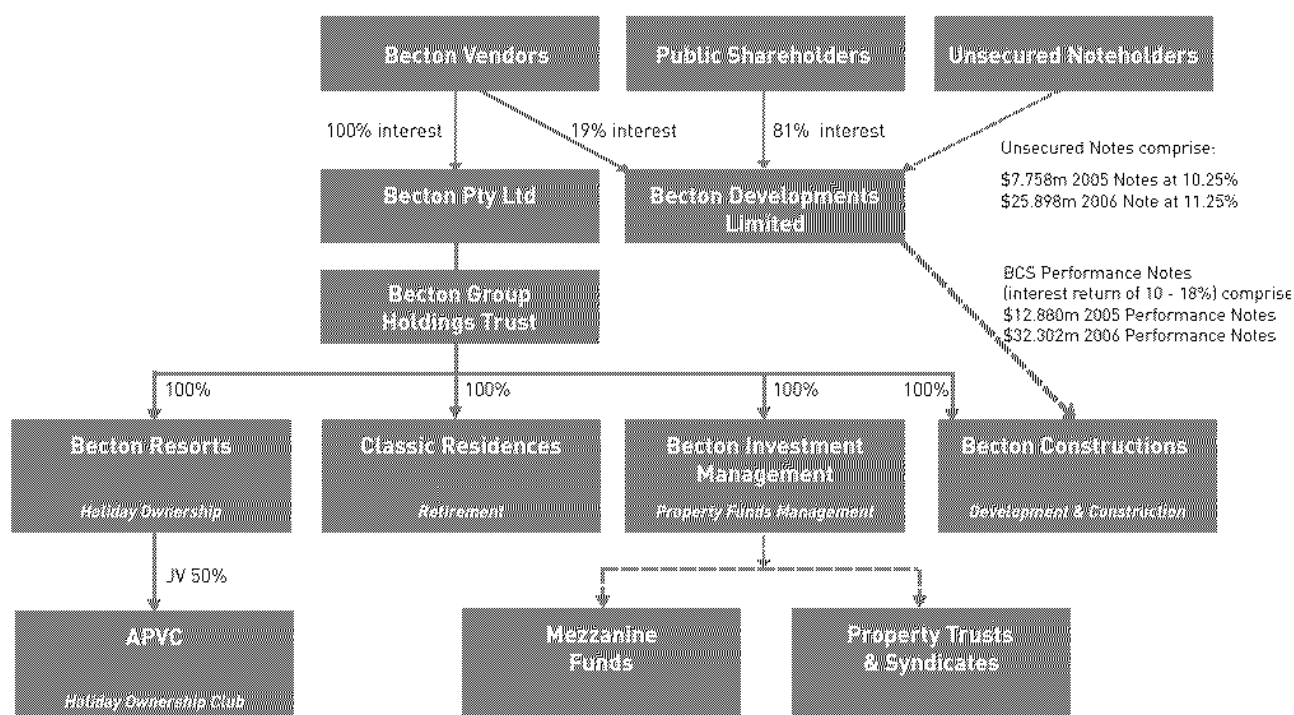 Becton Vendors
Public Shareholders
Unsecured Noteholders
100% interest
19% interest
81% interest
Unsecured Notes comprise:
$7.758m 2005 Notes at 10.25%
$25.898m 2006 Note at 11.25%
Becton Pty Ltd
Becton Developments
Limited
BCS Performance Notes
(interest return of 10 - 18%) comprise
$12.880m 2005 Performance Notes
$32.302m 2006 Performance Notes
Becton Group
Holdings Trust
100%
100%
100%
100%
Becton Resorts
Holiday Ownership
Classic Residences
Retirement
Becton Investment
Management
Property Funds Management
Becton Constructions
Development & Construction
JV 50%
APVC
Holiday Ownership Club
Mezzanine
Funds
Property Trusts
& Syndicates